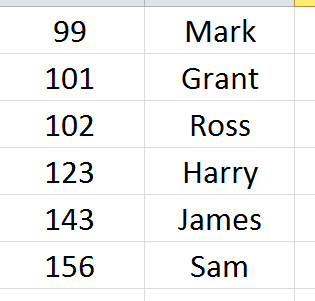 99 Mark
101 Grant
102 Ross
123 Harry
143 James
156 Sam